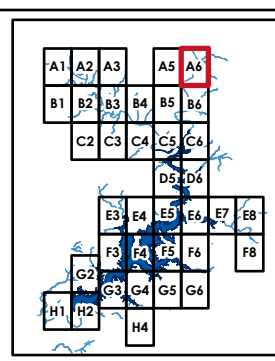 A1 A2 A3 A5 A6
B1 B2 B3 B4 B5 B6
C2 C3 C4 C5 C6
D5 D6
E3 E4 E5 E6 E7 E8
F3 F4 F5 F6 F8
G2 G3 G4 G5 G6
H1 H2 H4